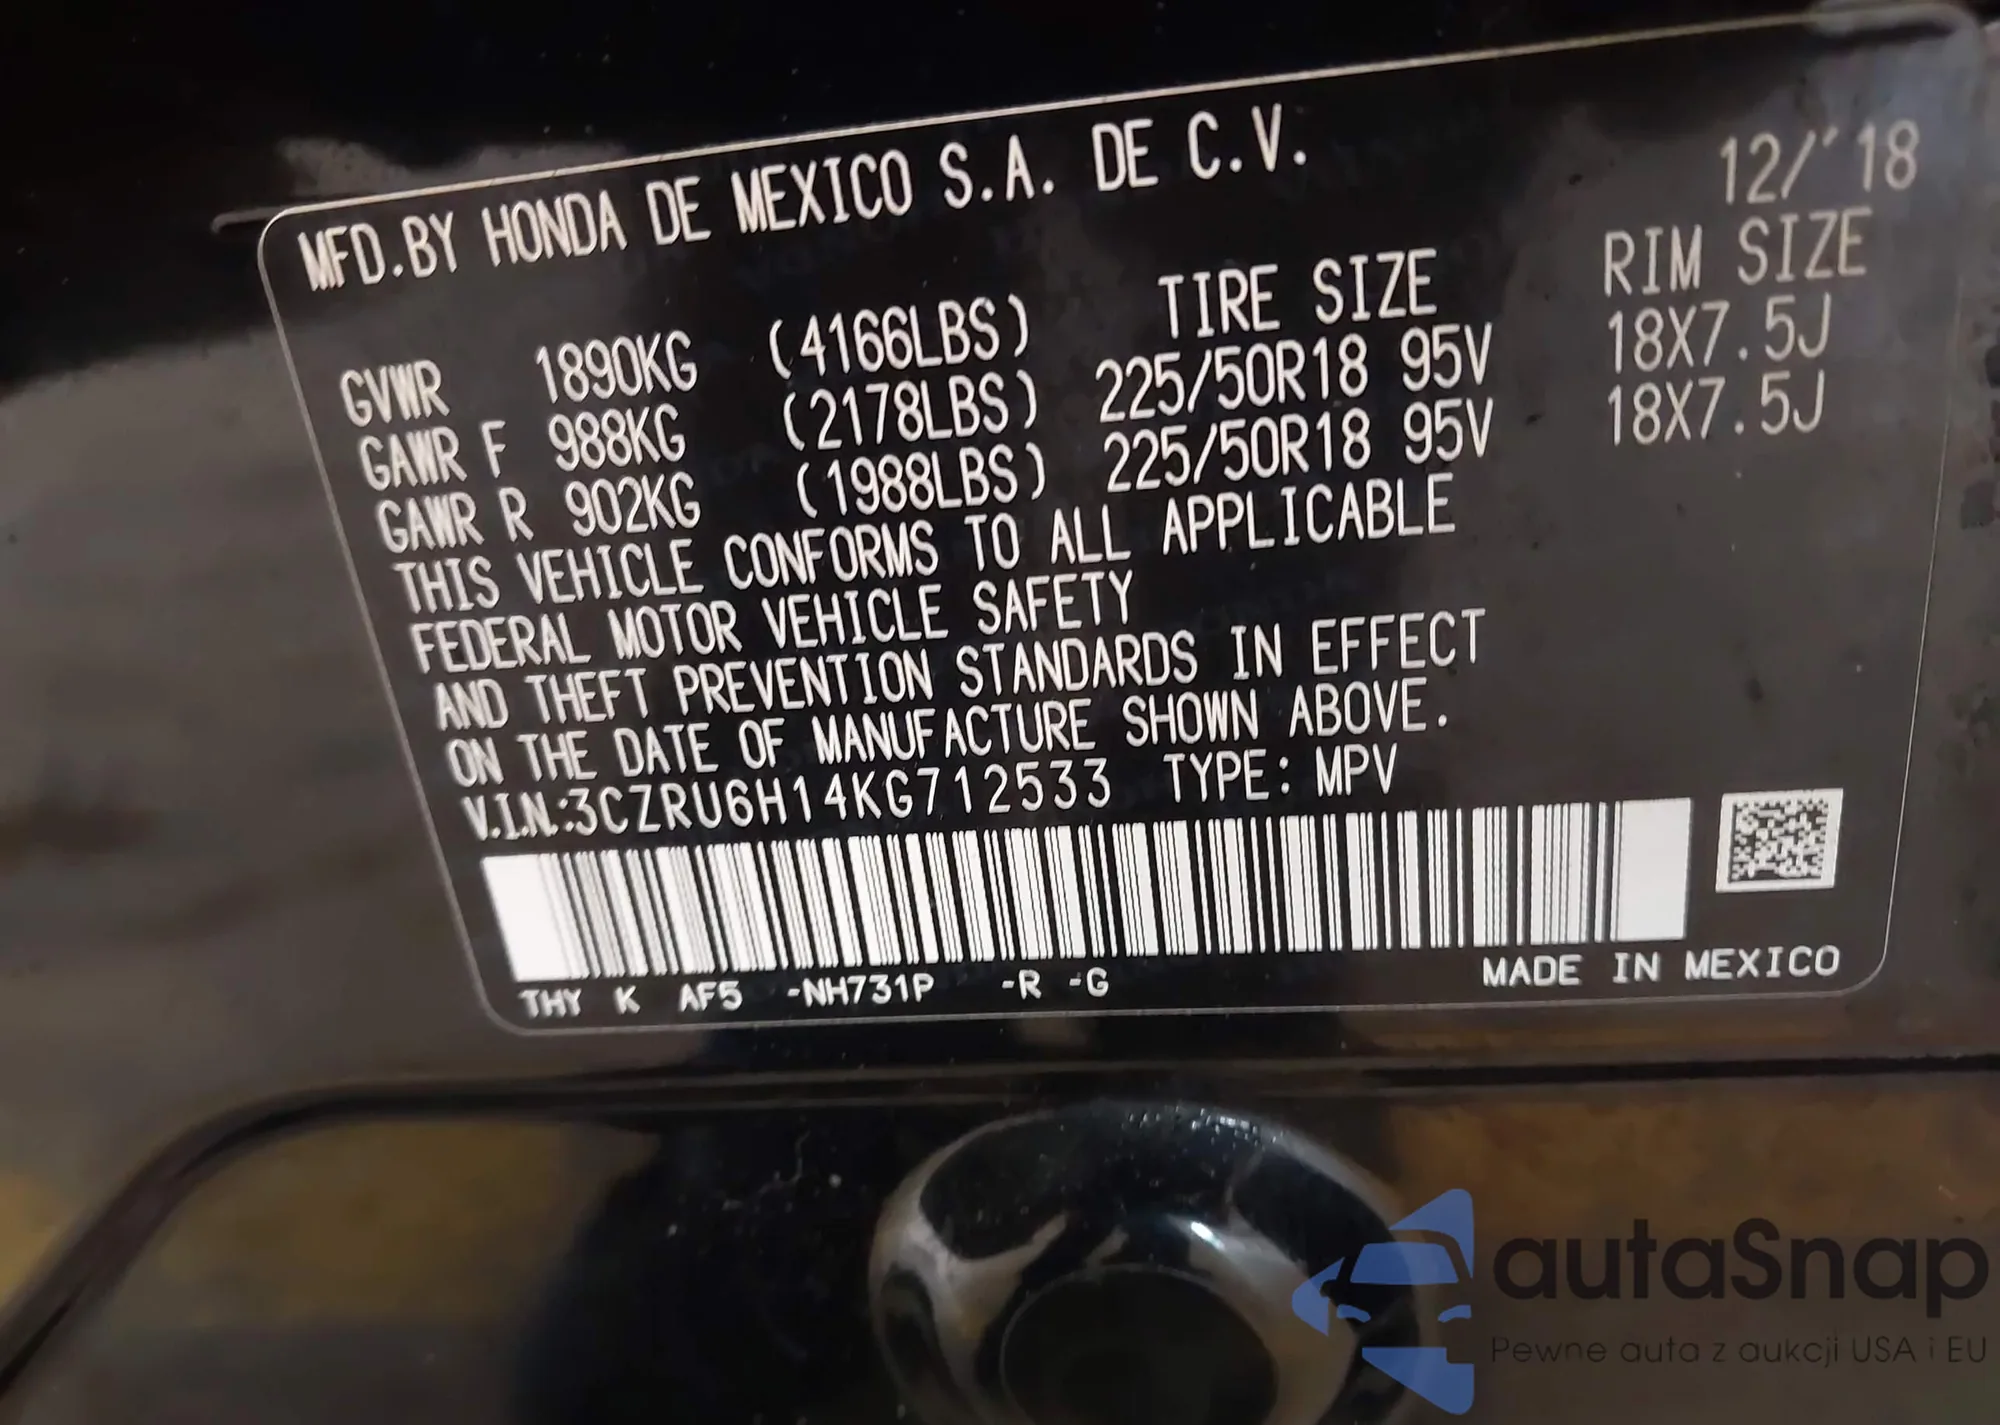 MFD.BY HONDA DE MEXICO S.A. DE C.V.
12/'18
TIRE SIZE RIM SIZE
GVWR 1890KG (4166LBS)
GAWR F 988KG (2178LBS) 225/50R18 95V 18X7.5J
GAWR R 902KG (1988LBS) 225/50R18 95V 18X7.5J
THIS VEHICLE CONFORMS TO ALL APPLICABLE
FEDERAL MOTOR VEHICLE SAFETY
AND THEFT PREVENTION STANDARDS IN EFFECT
ON THE DATE OF MANUFACTURE SHOWN ABOVE.
V.I.N.:3CZRU6H14KG712533 TYPE: MPV
THY K AF5 -NH731P -R -G
MADE IN MEXICO
autaSnap
Pewne auta z aukcji USA i EU